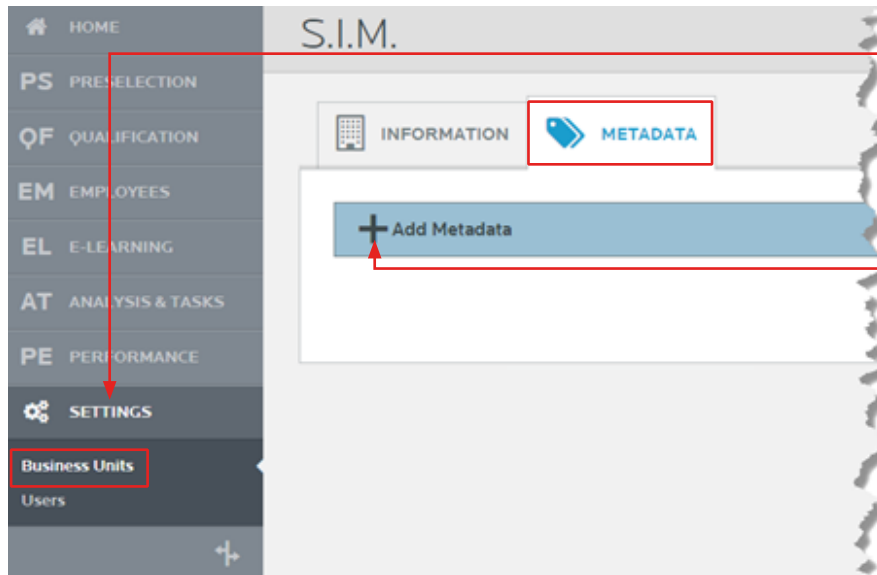 HOME
PS PRESELECTION
QF QUALIFICATION
EM EMPLOYEES
EL E-LEARNING
AT ANALYSIS & TASKS
PE PERFORMANCE
SETTINGS
Business Units
Users
S.I.M.
INFORMATION
METADATA
Add Metadata